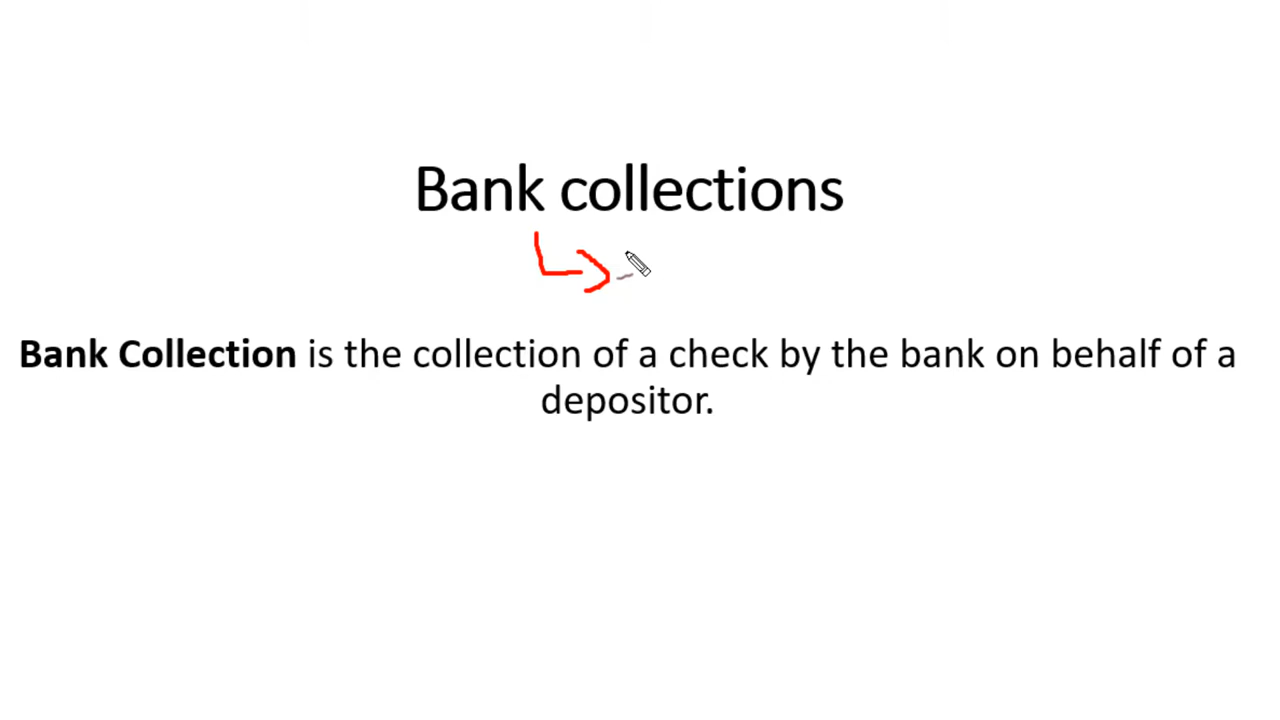 Bank collections
Bank Collection is the collection of a check by the bank on behalf of a
depositor.